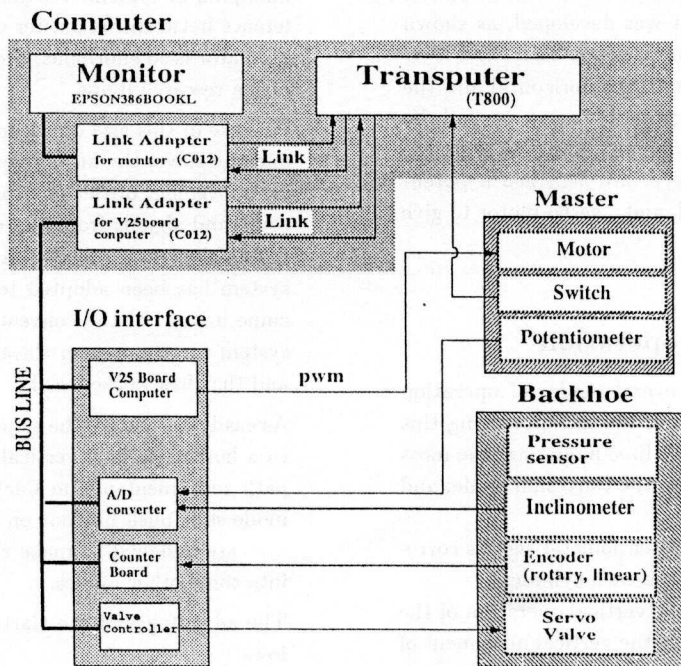 Computer
Monitor
EPSON386BOOKL
Transputer
(T800)
Link Adapter
for monitor (C012)
Link
Link Adapter
for V25board
computer (C012)
Link
Master
Motor
Switch
Potentiometer
I/O interface
BUS LINE
V25 Board
Computer
pwm
A/D
converter
Counter
Board
Valve
Controller
Backhoe
Pressure
sensor
Inclinometer
Encoder
(rotary, linear)
Servo
Valve